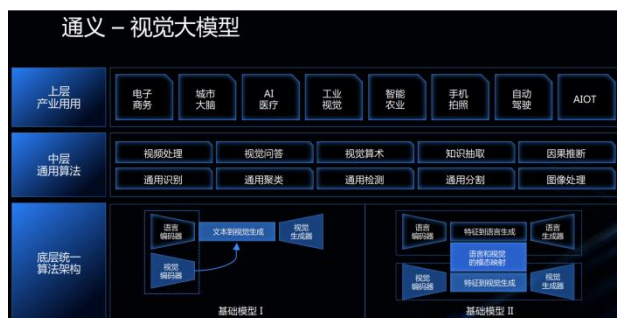 通义 – 视觉大模型
上层
产业用用
电子
商务
城市
大脑
AI
医疗
工业
视觉
智能
农业
手机
拍照
自动
驾驶
AIOT
中层
通用算法
视频处理
视觉问答
视觉算术
知识抽取
因果推断
通用识别
通用聚类
通用检测
通用分割
图像处理
底层统一
算法架构
语言
编码器
文本到视觉生成
视觉
生成器
视觉
编码器
基础模型 I
语言
编码器
特征到语言生成
语言
生成器
语言和视觉
的模态映射
视觉
编码器
特征到视觉生成
视觉
生成器
基础模型 II